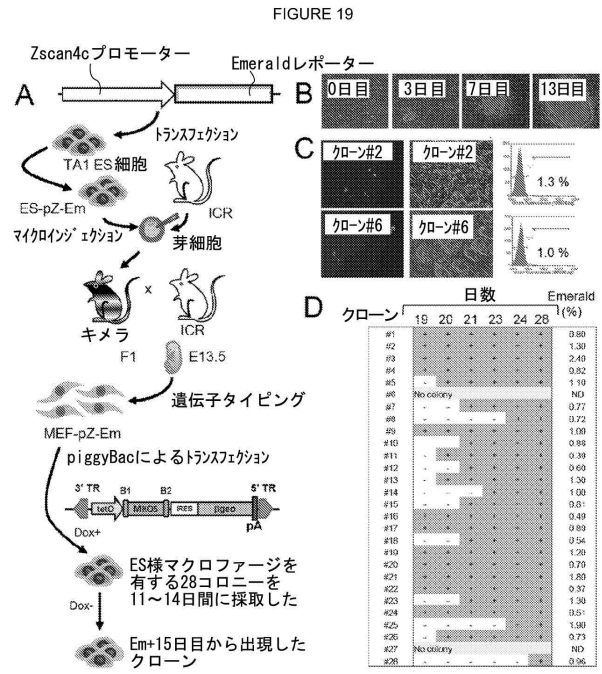 FIGURE 19
Zscan4cプロモーター
Emeraldレポーター
A
トランスフェクション
TA1 ES細胞
ES-pZ-Em
ICR
マイクロインジェクション
芽細胞
x
キメラ
ICR
F1
E13.5
遺伝子タイピング
MEF-pZ-Em
piggyBacによるトランスフェクション
3' TR
B1
B2
5' TR
tetO
MKOS
IRES
βgeo
pA
Dox+
ES様マクロファージを
有する28コロニーを
11~14日間に採取した
Dox-
Em+15日目から出現した
クローン
B
0日目
3日目
7日目
13日目
C
クローン#2
クローン#2
1.3 %
クローン#6
クローン#6
1.0 %
D
日数
Emerald
クローン
19 20 21 23 24 28
(%)
#1 + + + + + + 0.80
#2 + + + + + + 1.30
#3 + + + + + + 2.40
#4 + + + + + + 0.82
#5 - + + + + + 1.10
#6 No colony ND
#7 - - + + + + 0.77
#8 - - - + + + 0.72
#9 + + + + + + 1.00
#10 - - + + + +
#11 - + + + + +
#12 - - + + + + 0.60
#13 - + + + + + 1.30
#14 - - - + + + 1.00
#15 - - + + + + 0.81
#16 + + + + + + 0.49
#17 + + + + + +
#18 - - + + + + 0.54
#19 + + + + + + 1.20
#20 + + + + + + 0.70
#21 + + + + + + 1.80
#22 + + + + + + 0.37
#23 - - + + + + 1.30
#24 + + + + + + 0.51
#25 - - - - + + 1.90
#26 - + + + + + 0.73
#27 No colony ND
#28 - - - - - + 0.96